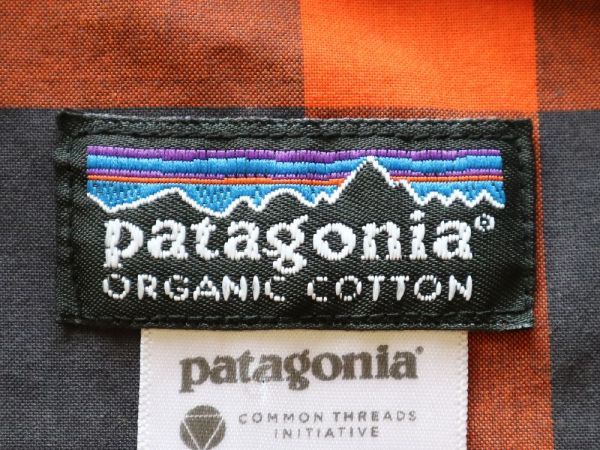 patagonia®
ORGANIC COTTON
patagonia®
COMMON THREADS
INITIATIVE